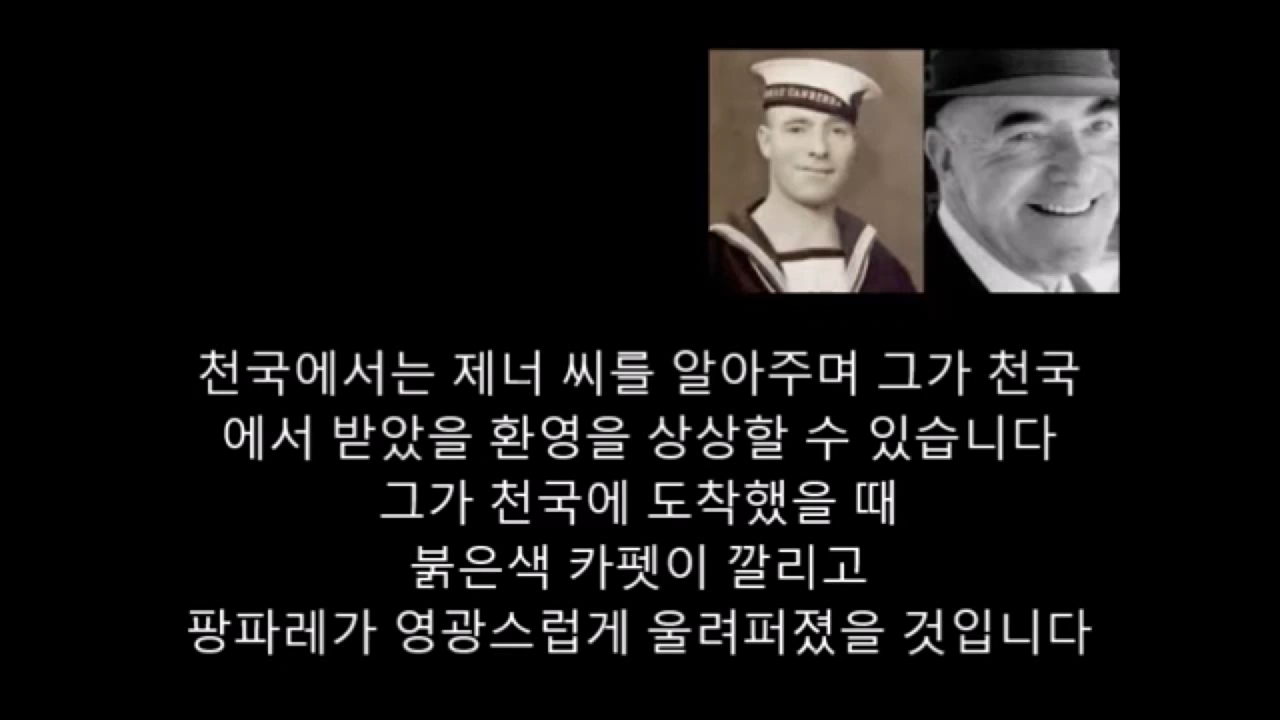 천국에서는 제너 씨를 알아주며 그가 천국
에서 받았을 환영을 상상할 수 있습니다
그가 천국에 도착했을 때
붉은색 카펫이 깔리고
팡파레가 영광스럽게 울려퍼졌을 것입니다